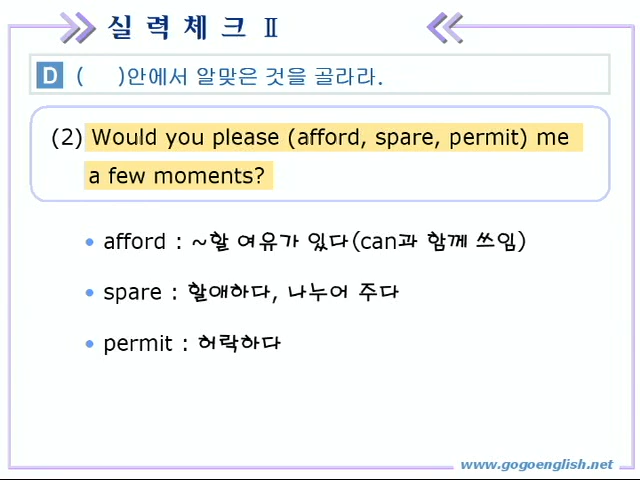 실 력 체 크 Ⅱ
D (    )안에서 알맞은 것을 골라라.
(2) Would you please (afford, spare, permit) me
a few moments?
• afford : ~할 여유가 있다(can과 함께 쓰임)
• spare : 할애하다, 나누어 주다
• permit : 허락하다
www.gogoenglish.net